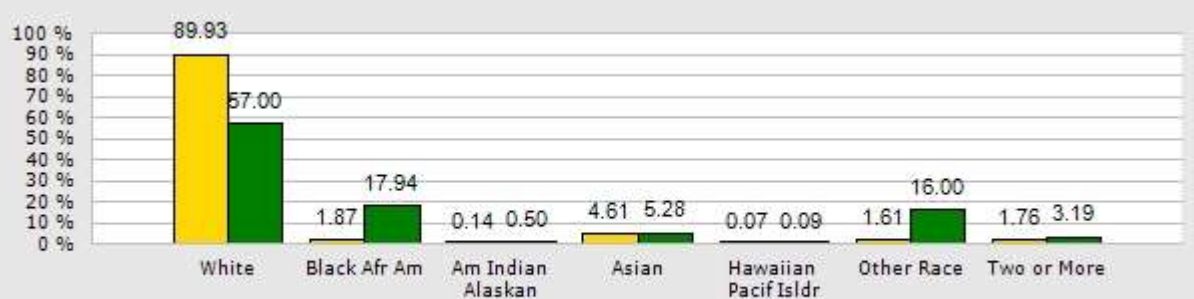 100 %
90 %
80 %
70 %
60 %
50 %
40 %
30 %
20 %
10 %
0 %
89.93
57.00
1.87
17.94
0.14
0.50
4.61
5.28
0.07
0.09
1.61
16.00
1.76
3.19
White
Black Afr Am
Am Indian
Alaskan
Asian
Hawaiian
Pacif Isldr
Other Race
Two or More